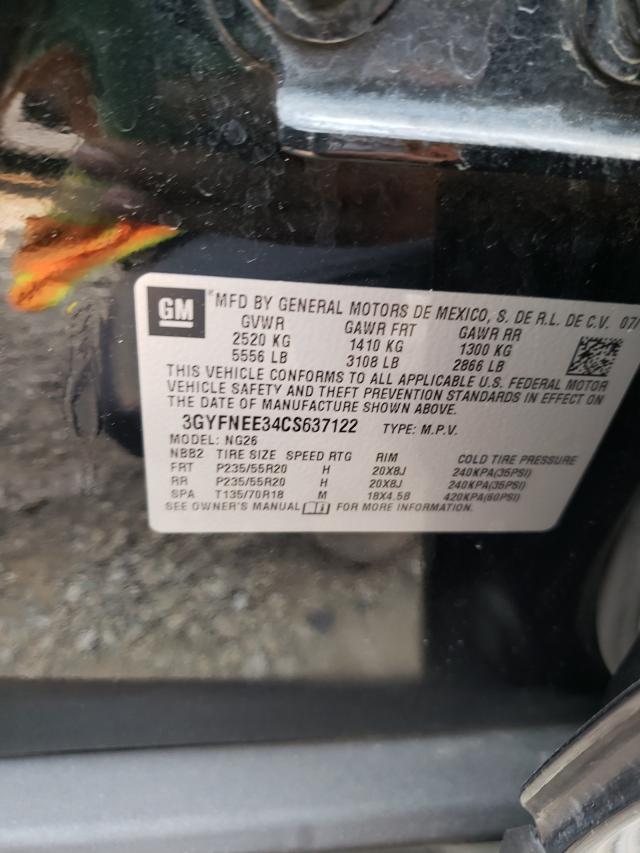 GM MFD BY GENERAL MOTORS DE MEXICO, S. DE R.L. DE C.V. 07/
GVWR GAWR FRT GAWR RR
2520 KG 1410 KG 1300 KG
5556 LB 3108 LB 2866 LB
THIS VEHICLE CONFORMS TO ALL APPLICABLE U.S. FEDERAL MOTOR
VEHICLE SAFETY AND THEFT PREVENTION STANDARDS IN EFFECT ON
THE DATE OF MANUFACTURE SHOWN ABOVE.
3GYFNEE34CS637122 TYPE: M.P.V.
MODEL: NG26
NBB2 TIRE SIZE SPEED RTG RIM COLD TIRE PRESSURE
FRT P235/55R20 H 20X8J 240KPA(35PSI)
RR P235/55R20 H 20X8J 240KPA(35PSI)
SPA T135/70R18 M 18X4.5B 420KPA(60PSI)
SEE OWNER'S MANUAL FOR MORE INFORMATION.